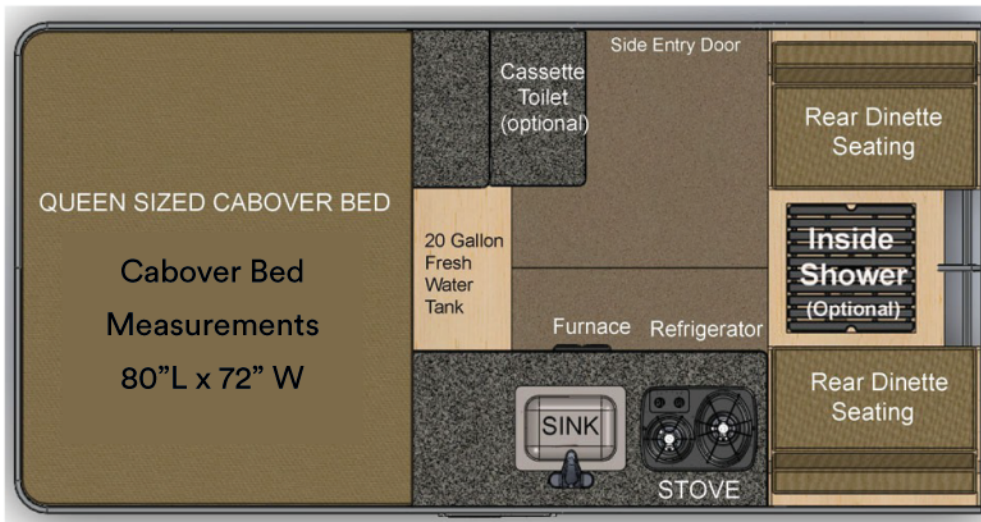 Side Entry Door
Cassette
Toilet
(optional)
Rear Dinette
Seating
QUEEN SIZED CABOVER BED
Cabover Bed
Measurements
80”L x 72” W
20 Gallon
Fresh
Water
Tank
Inside
Shower
(Optional)
Furnace
Refrigerator
Rear Dinette
Seating
SINK
STOVE